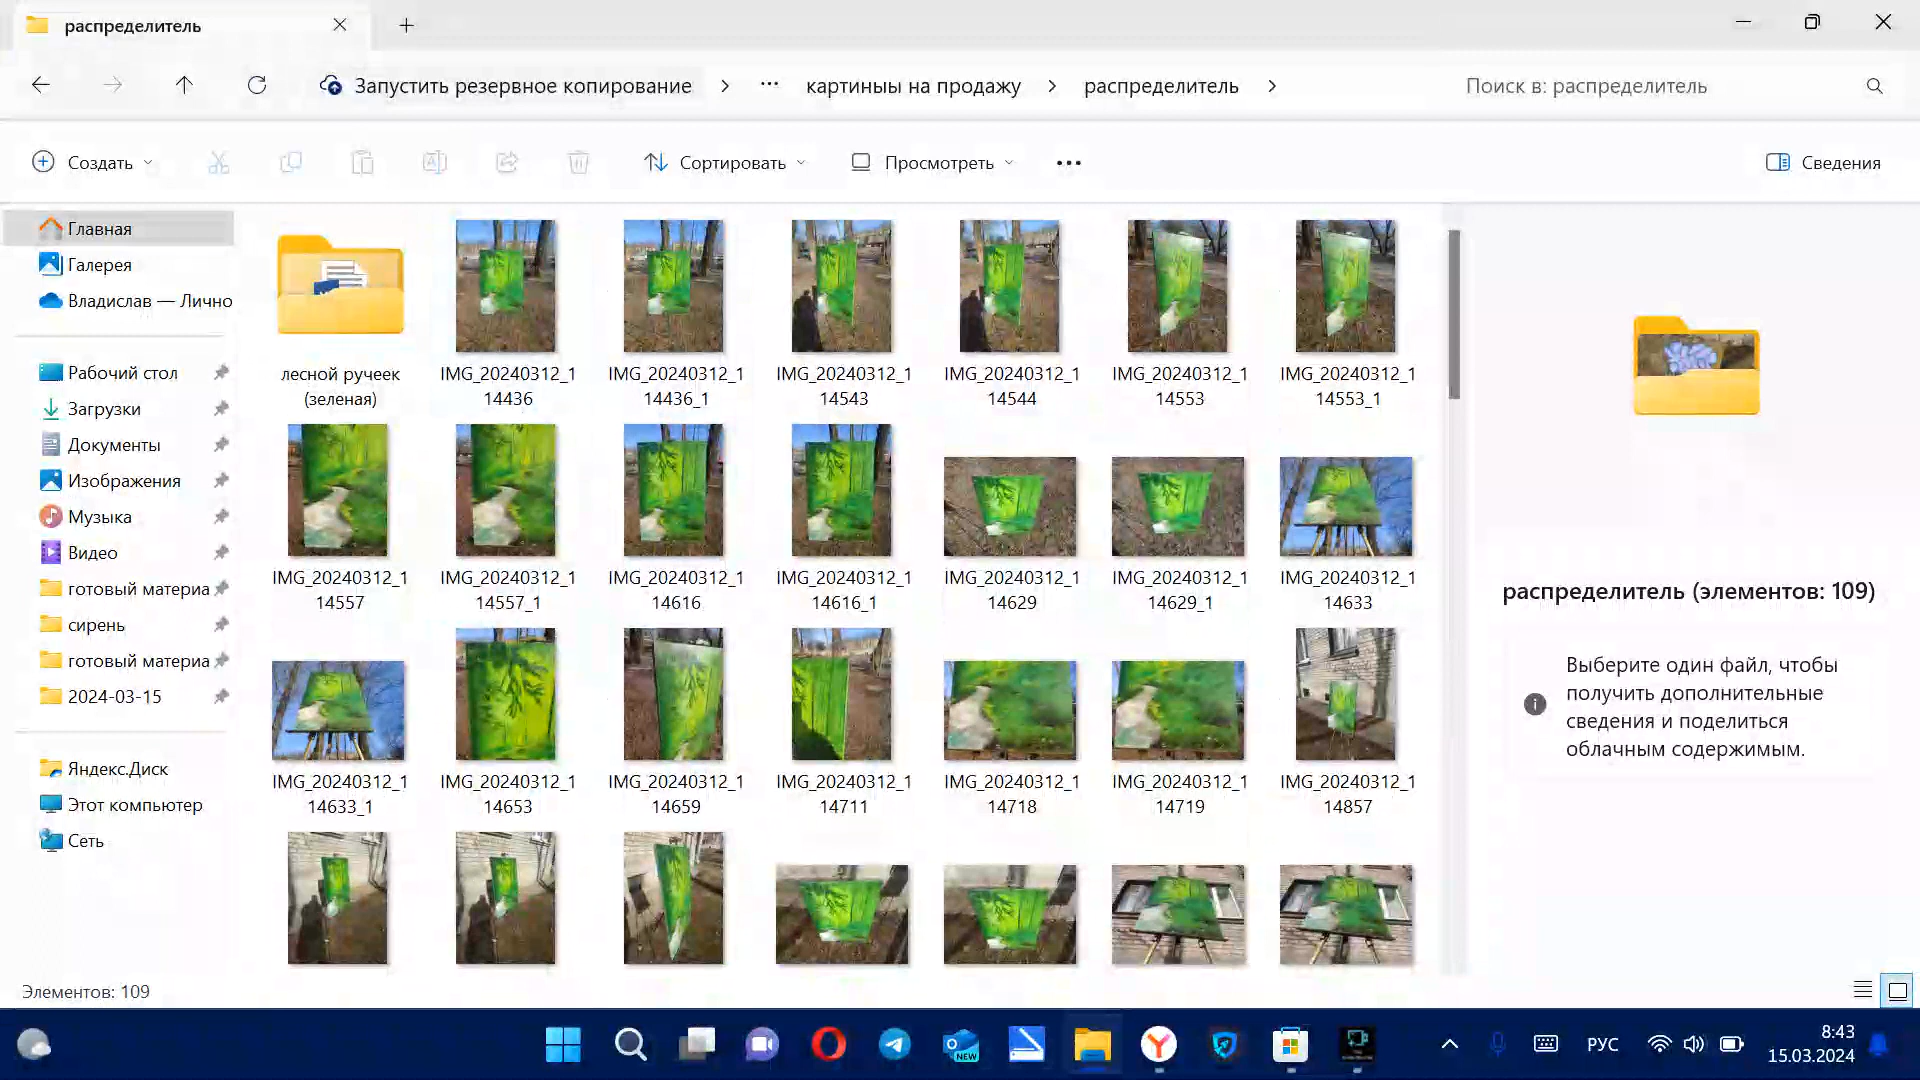 распределитель
Запустить резервное копирование
картиныы на продажу
распределитель
Поиск в: распределитель
Создать
Сортировать
Просмотреть
Сведения
Главная
Галерея
Владислав — Лично
Рабочий стол
Загрузки
Документы
Изображения
Музыка
Видео
готовый материа
сирень
готовый материа
2024-03-15
Яндекс.Диск
Этот компьютер
Сеть
лесной ручеек
(зеленая)
IMG_20240312_1
14436
IMG_20240312_1
14436_1
IMG_20240312_1
14543
IMG_20240312_1
14544
IMG_20240312_1
14553
IMG_20240312_1
14553_1
IMG_20240312_1
14557
IMG_20240312_1
14557_1
IMG_20240312_1
14616
IMG_20240312_1
14616_1
IMG_20240312_1
14629
IMG_20240312_1
14629_1
IMG_20240312_1
14633
IMG_20240312_1
14633_1
IMG_20240312_1
14653
IMG_20240312_1
14659
IMG_20240312_1
14711
IMG_20240312_1
14718
IMG_20240312_1
14719
IMG_20240312_1
14857
распределитель (элементов: 109)
Выберите один файл, чтобы
получить дополнительные
сведения и поделиться
облачным содержимым.
Элементов: 109
NEW
РУС
8:43
15.03.2024